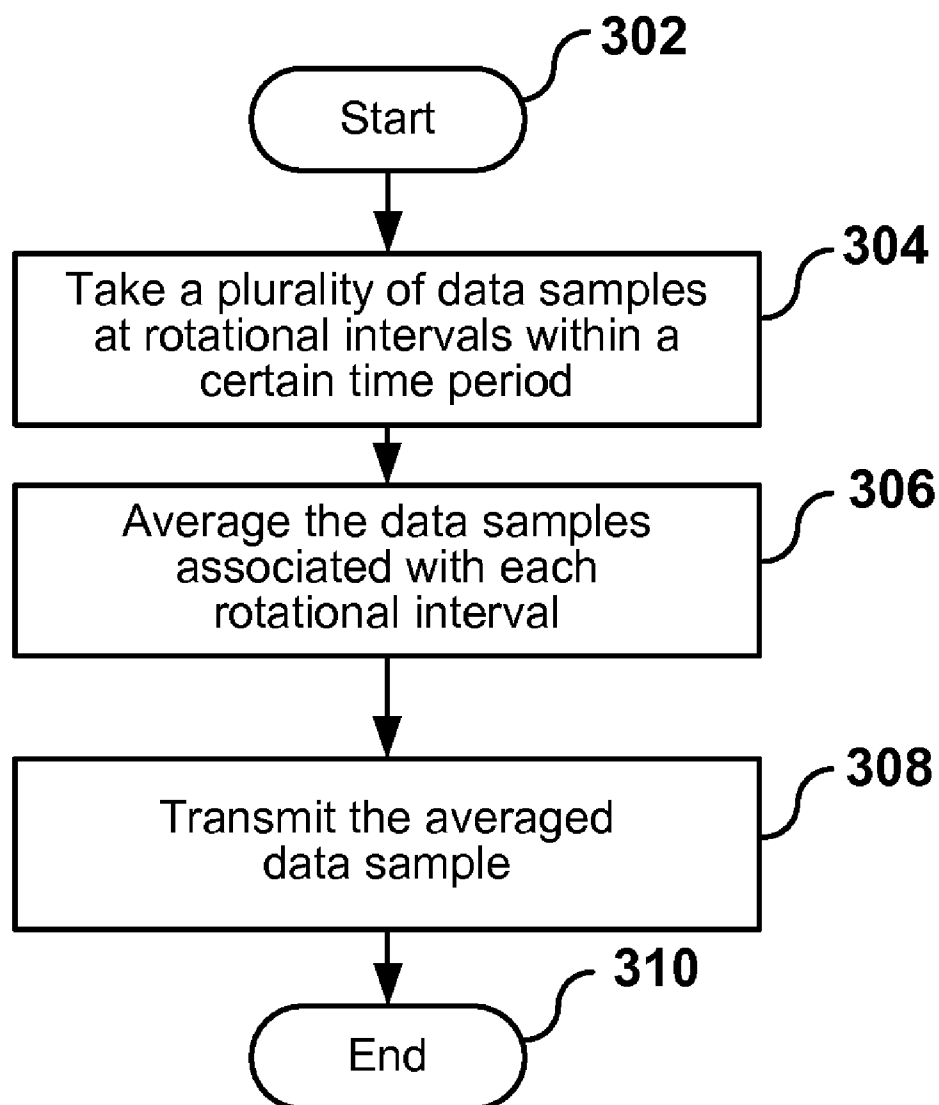 302
Start
304
Take a plurality of data samples
at rotational intervals within a
certain time period
306
Average the data samples
associated with each
rotational interval
308
Transmit the averaged
data sample
310
End